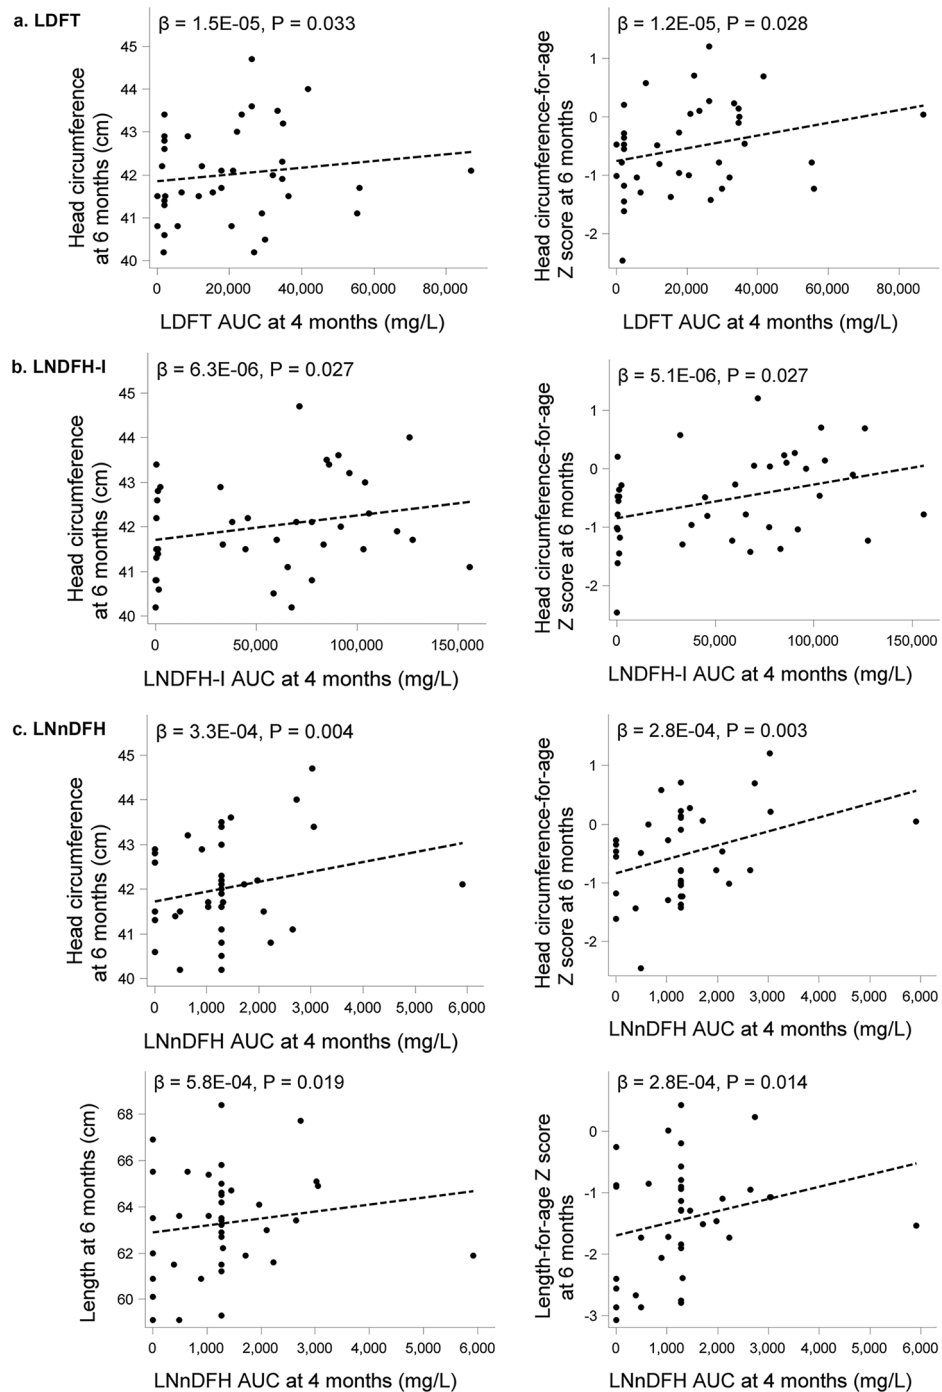 a. LDFT
β = 1.5E-05, P = 0.033
45
44
43
42
41
40
Head circumference
at 6 months (cm)
0 20,000 40,000 60,000 80,000
LDFT AUC at 4 months (mg/L)
β = 1.2E-05, P = 0.028
1
0
-1
-2
Head circumference-for-age
Z score at 6 months
0 20,000 40,000 60,000 80,000
LDFT AUC at 4 months (mg/L)
b. LNDFH-I
β = 6.3E-06, P = 0.027
45
44
43
42
41
40
Head circumference
at 6 months (cm)
0 50,000 100,000 150,000
LNDFH-I AUC at 4 months (mg/L)
β = 5.1E-06, P = 0.027
1
0
-1
-2
Head circumference-for-age
Z score at 6 months
0 50,000 100,000 150,000
LNDFH-I AUC at 4 months (mg/L)
c. LNnDFH
β = 3.3E-04, P = 0.004
45
44
43
42
41
40
Head circumference
at 6 months (cm)
0 1,000 2,000 3,000 4,000 5,000 6,000
LNnDFH AUC at 4 months (mg/L)
β = 2.8E-04, P = 0.003
1
0
-1
-2
Head circumference-for-age
Z score at 6 months
0 1,000 2,000 3,000 4,000 5,000 6,000
LNnDFH AUC at 4 months (mg/L)
β = 5.8E-04, P = 0.019
68
66
64
62
60
Length at 6 months (cm)
0 1,000 2,000 3,000 4,000 5,000 6,000
LNnDFH AUC at 4 months (mg/L)
β = 2.8E-04, P = 0.014
0
-1
-2
-3
Length-for-age Z score
at 6 months
0 1,000 2,000 3,000 4,000 5,000 6,000
LNnDFH AUC at 4 months (mg/L)